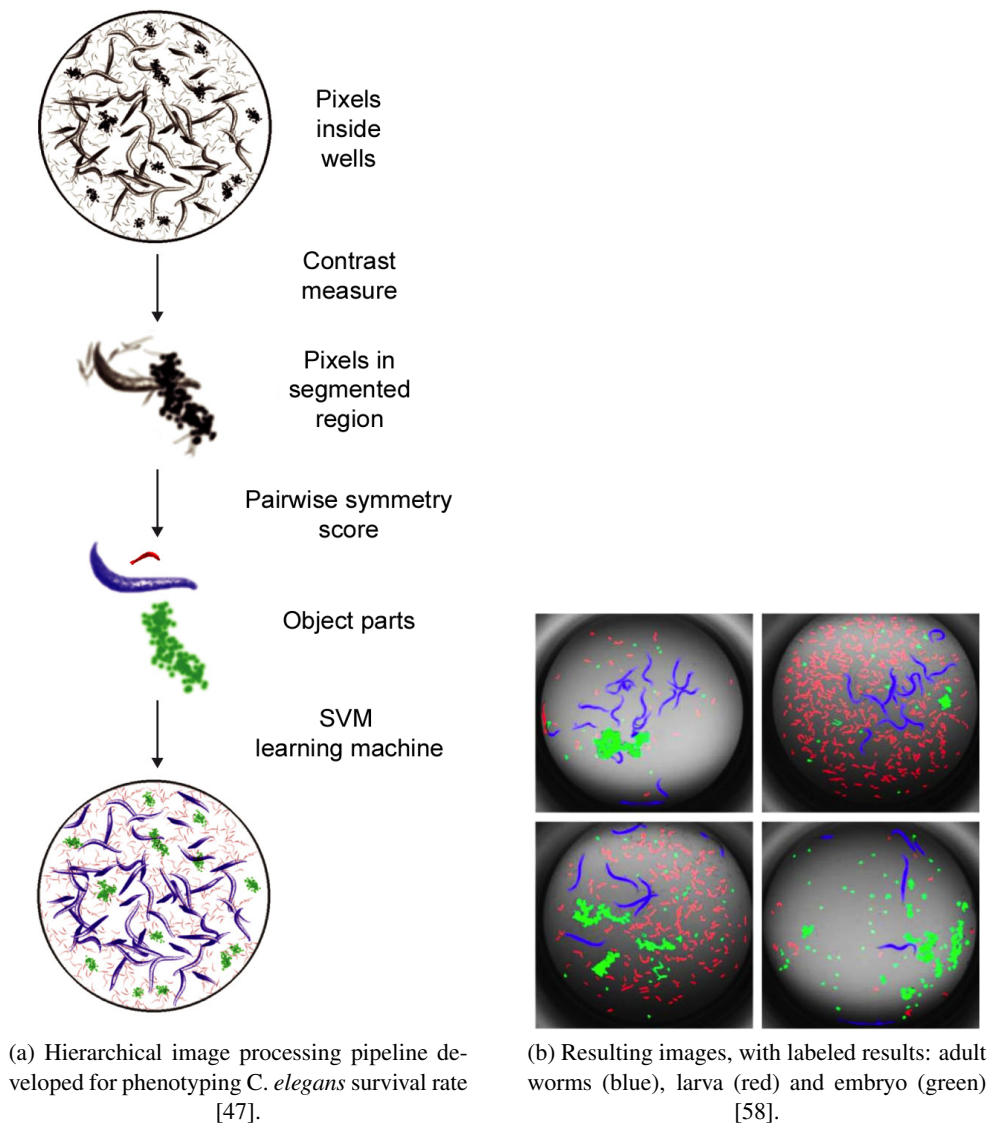 Pixels
inside
wells
Contrast
measure
Pixels in
segmented
region
Pairwise symmetry
score
Object parts
SVM
learning machine
(a) Hierarchical image processing pipeline de-
veloped for phenotyping C. elegans survival rate
[47].
(b) Resulting images, with labeled results: adult
worms (blue), larva (red) and embryo (green)
[58].